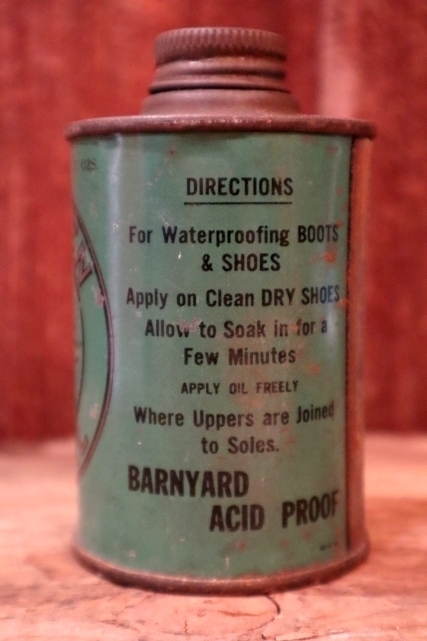 OZS.
DIRECTIONS
For Waterproofing BOOTS
& SHOES
Apply on Clean DRY SHOES
Allow to Soak in for a
Few Minutes
APPLY OIL FREELY
Where Uppers are Joined
to Soles.
BARNYARD
ACID PROOF